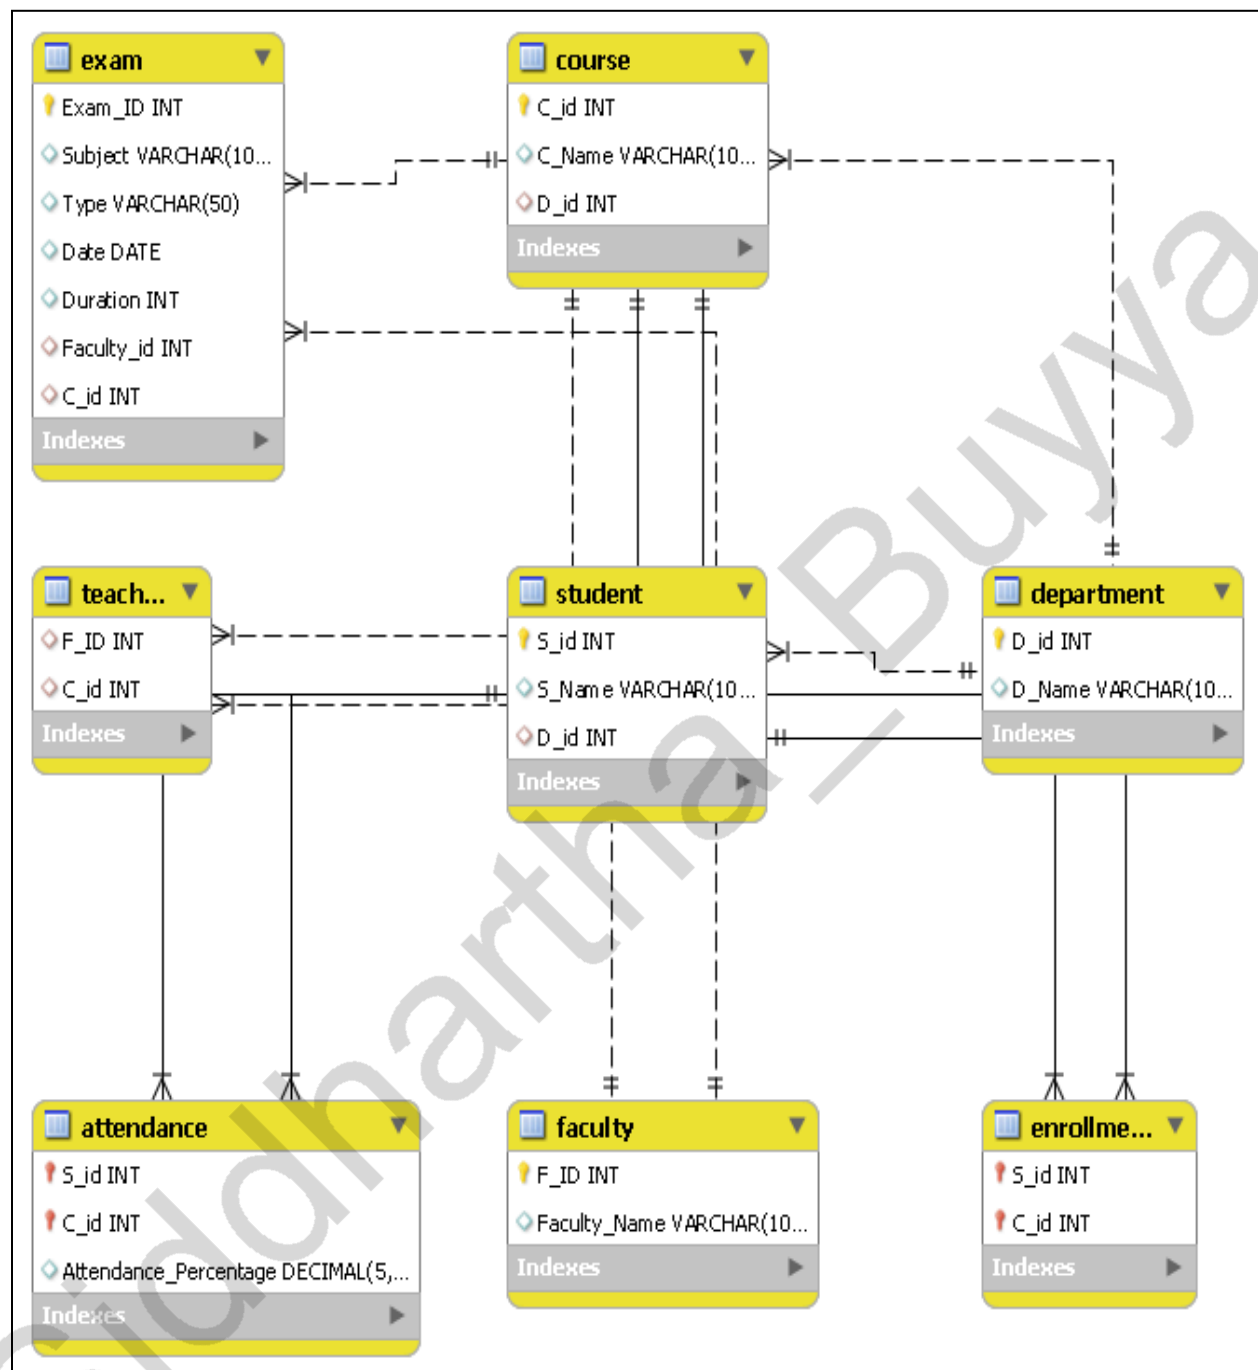 exam
Exam_ID INT
Subject VARCHAR(10...
Type VARCHAR(50)
Date DATE
Duration INT
Faculty_id INT
C_id INT
Indexes
course
C_id INT
C_Name VARCHAR(10...
D_id INT
Indexes
teach...
F_ID INT
C_id INT
Indexes
student
S_id INT
S_Name VARCHAR(10...
D_id INT
Indexes
department
D_id INT
D_Name VARCHAR(10...
Indexes
attendance
S_id INT
C_id INT
Attendance_Percentage DECIMAL(5,...
Indexes
faculty
F_ID INT
Faculty_Name VARCHAR(10...
Indexes
enrollme...
S_id INT
C_id INT
Indexes
Siddhartha_Buyya